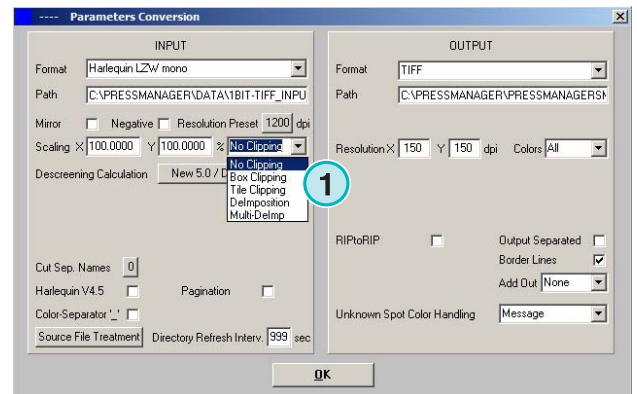 ---- Parameters Conversion
INPUT
Format Harlequin LZW mono
Path C:\PRESSMANAGER\DATA\1BIT-TIFF_INPU
Mirror Negative Resolution Preset 1200 dpi
Scaling X 100.0000 Y 100.0000 % No Clipping
No Clipping
Box Clipping
Tile Clipping
DeImposition
Multi-DeImp
Descreening Calculation New 5.0 / D
1
Cut Sep. Names 0
Harlequin V4.5 Pagination
Color-Separator '_'
Source File Treatment Directory Refresh Interv. 999 sec
OUTPUT
Format TIFF
Path C:\PRESSMANAGER\PRESSMANAGERSM
Resolution X 150 Y 150 dpi Colors All
RIPtoRIP Output Separated
Border Lines
Add Out None
Unknown Spot Color Handling Message
OK